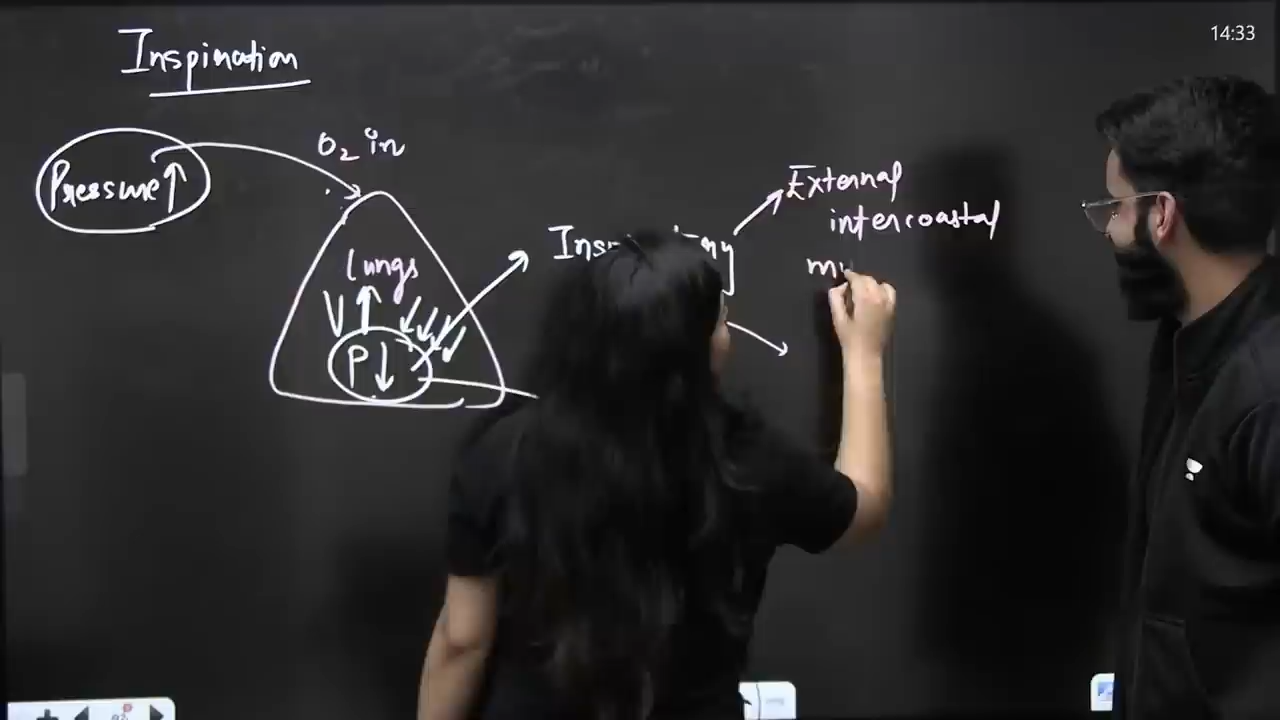 14:33
Inspiration
Pressure↑
O₂ in
Lungs
P↓
External
intercoastal